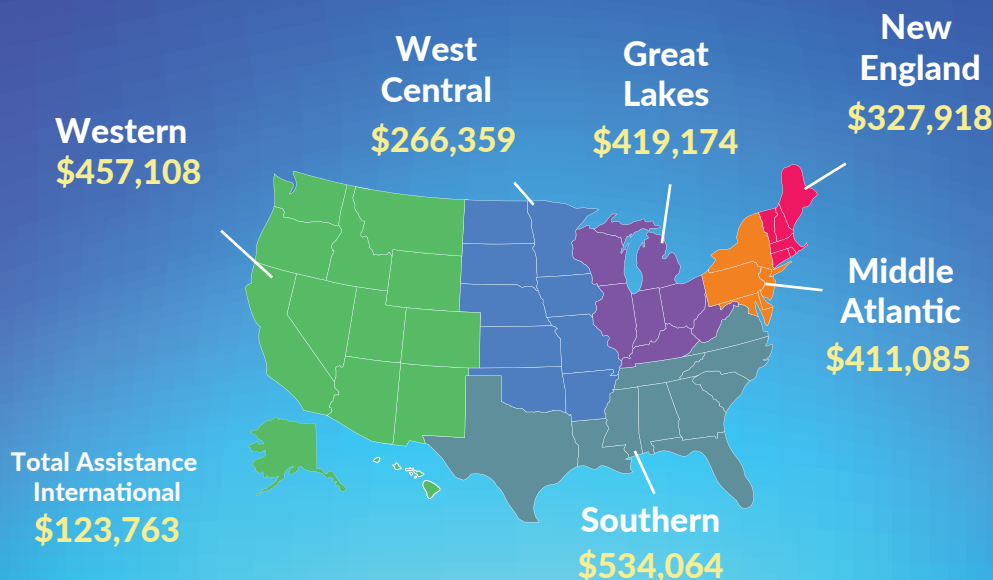 New
England
$327,918
West
Central
$266,359
Great
Lakes
$419,174
Western
$457,108
Middle
Atlantic
$411,085
Total Assistance
International
$123,763
Southern
$534,064